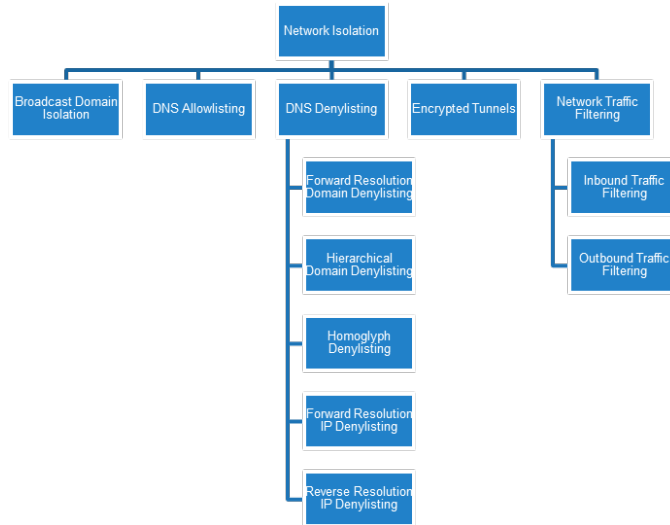 Network Isolation
Broadcast Domain
Isolation
DNS Allowlisting
DNS Denylisting
Encrypted Tunnels
Network Traffic
Filtering
Forward Resolution
Domain Denylisting
Hierarchical
Domain Denylisting
Homoglyph
Denylisting
Forward Resolution
IP Denylisting
Reverse Resolution
IP Denylisting
Inbound Traffic
Filtering
Outbound Traffic
Filtering